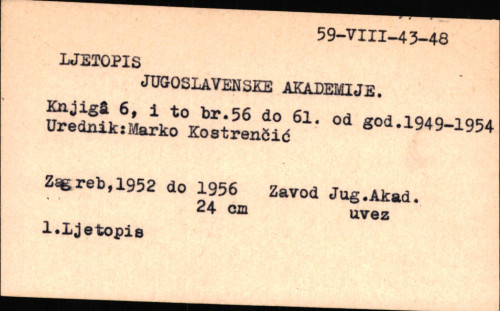 59-VIII-43-48
LJETOPIS
JUGOSLAVENSKE AKADEMIJE.
Knjigâ 6, i to br.56 do 61. od god.1949-1954
Urednik:Marko Kostrenčić
Zagreb,1952 do 1956 Zavod Jug.Akad.
24 cm uvez
1.Ljetopis